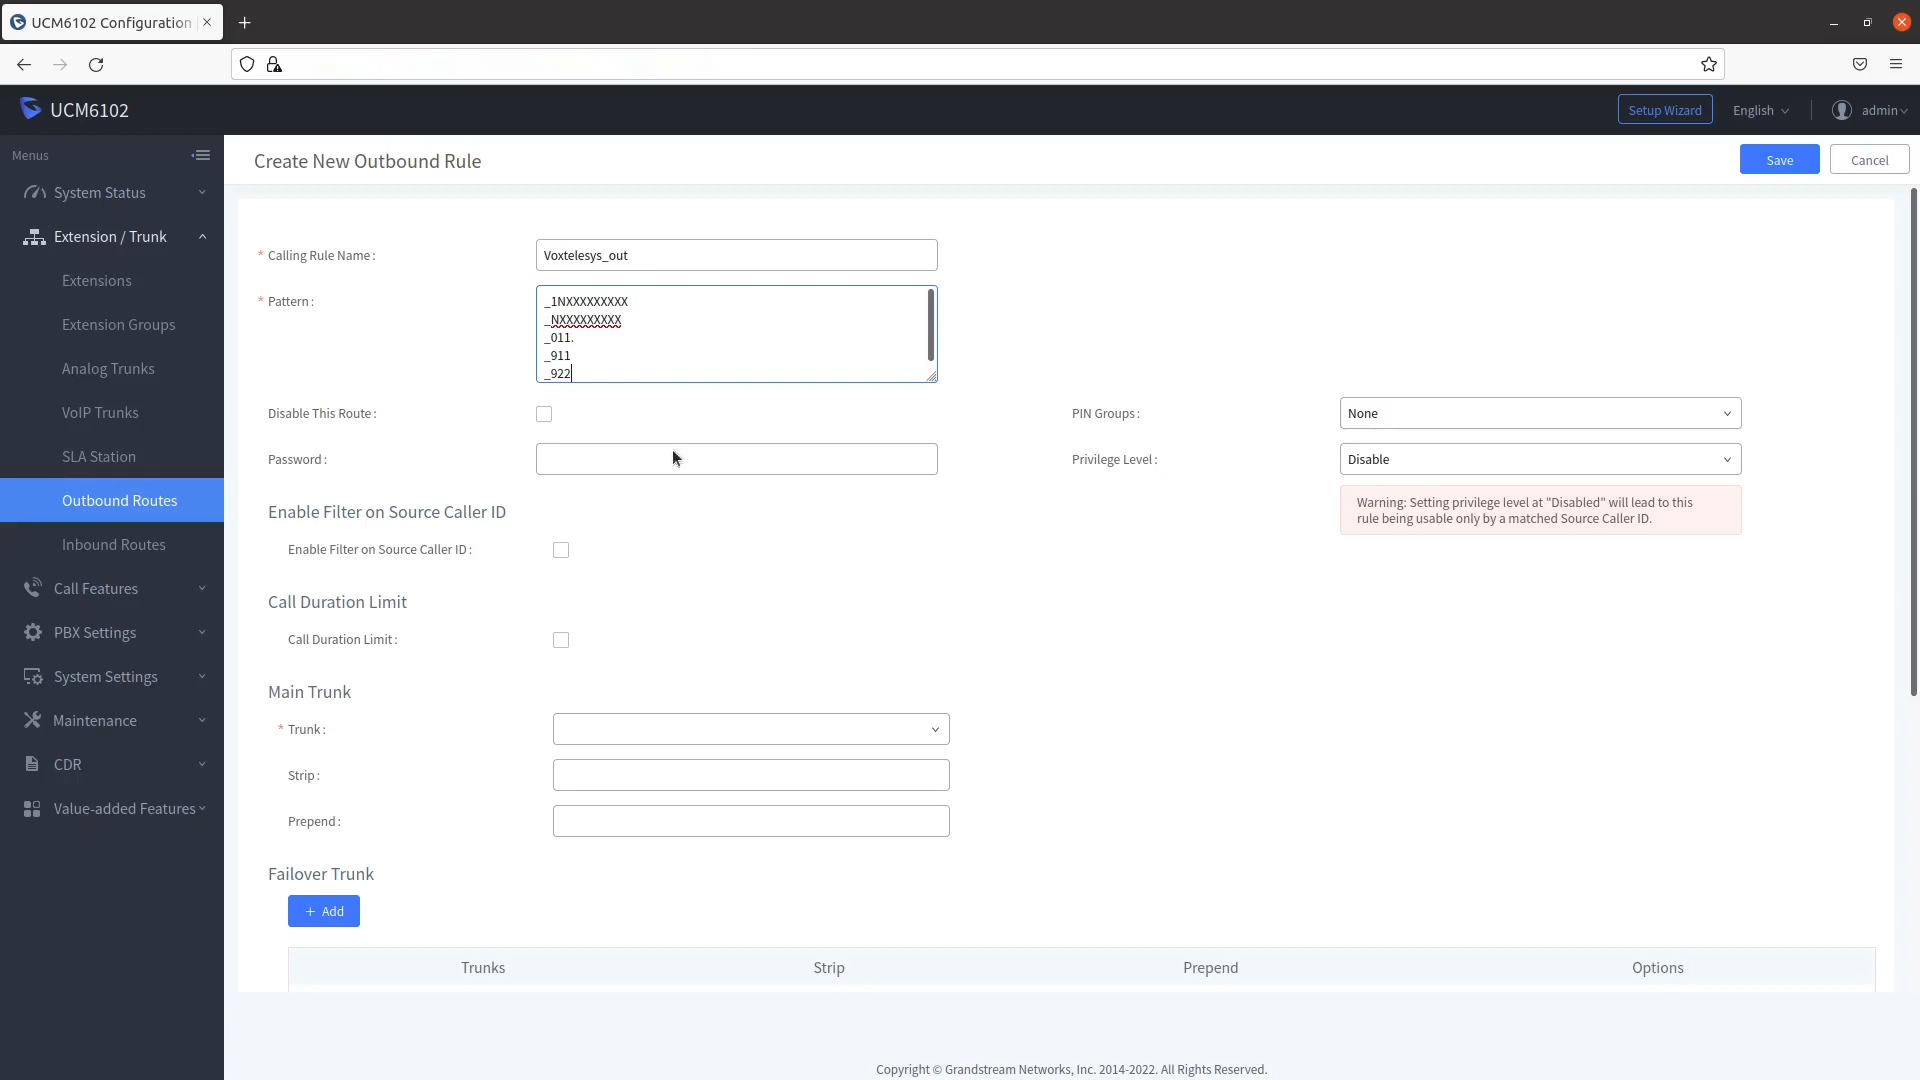 UCM6102 Configuration
UCM6102
Setup Wizard
English
admin
Menus
System Status
Extension / Trunk
Extensions
Extension Groups
Analog Trunks
VoIP Trunks
SLA Station
Outbound Routes
Inbound Routes
Call Features
PBX Settings
System Settings
Maintenance
CDR
Value-added Features
Create New Outbound Rule
Save
Cancel
* Calling Rule Name :
Voxtelesys_out
* Pattern :
_1NXXXXXXXXX
_NXXXXXXXXX
_011.
_911
_922
Disable This Route :
PIN Groups :
None
Password :
Privilege Level :
Disable
Warning: Setting privilege level at "Disabled" will lead to this
rule being usable only by a matched Source Caller ID.
Enable Filter on Source Caller ID
Enable Filter on Source Caller ID :
Call Duration Limit
Call Duration Limit :
Main Trunk
* Trunk :
Strip :
Prepend :
Failover Trunk
+ Add
Trunks
Strip
Prepend
Options
Copyright © Grandstream Networks, Inc. 2014-2022. All Rights Reserved.